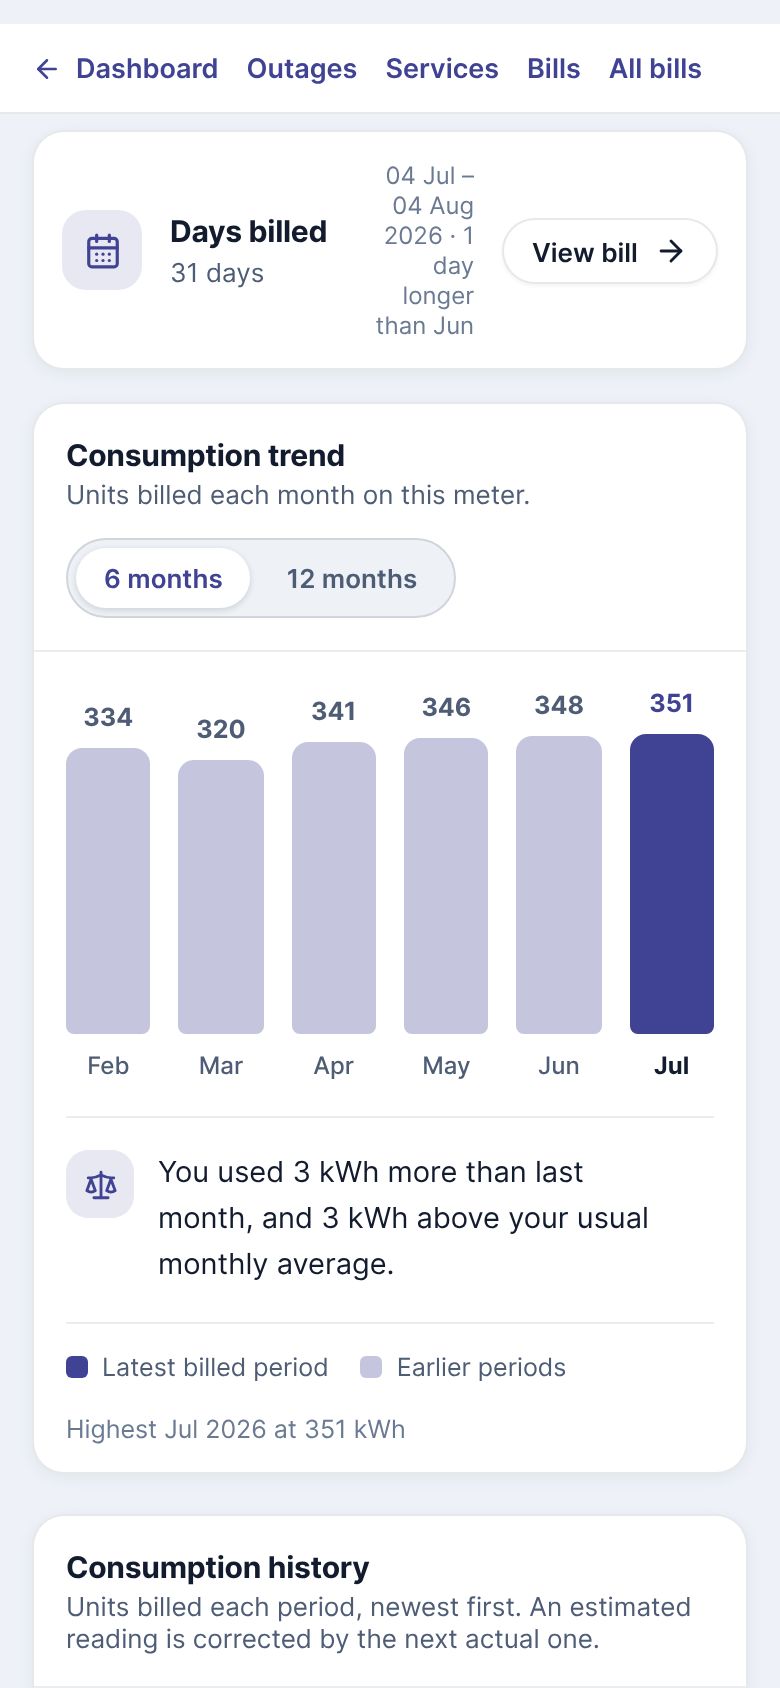 Dashboard Outages Services Bills All bills
Days billed
31 days
04 Jul –
04 Aug
2026 · 1
day
longer
than Jun
View bill
Consumption trend
Units billed each month on this meter.
6 months 12 months
334 320 341 346 348 351
Feb Mar Apr May Jun Jul
You used 3 kWh more than last
month, and 3 kWh above your usual
monthly average.
Latest billed period Earlier periods
Highest Jul 2026 at 351 kWh
Consumption history
Units billed each period, newest first. An estimated
reading is corrected by the next actual one.